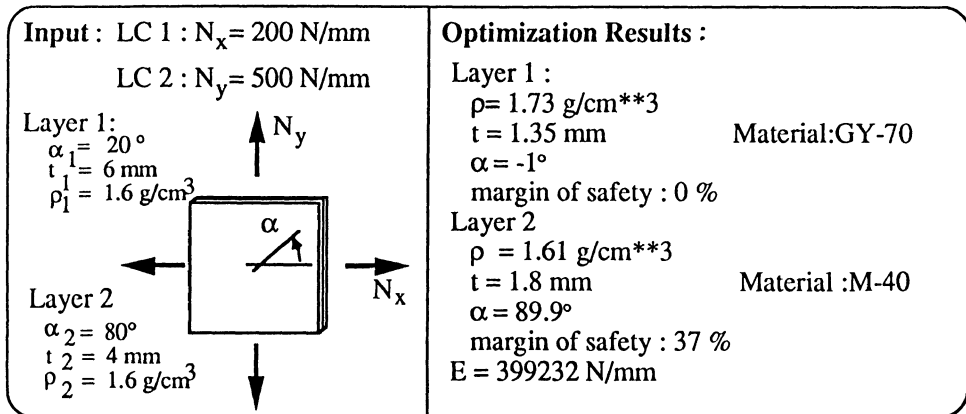 Input : LC 1 : Nx= 200 N/mm
LC 2 : Ny= 500 N/mm
Layer 1:
α1= 20°
t1= 6 mm
ρ1= 1.6 g/cm3
Ny
α
Nx
Layer 2
α2= 80°
t2= 4 mm
ρ2= 1.6 g/cm3
Optimization Results :
Layer 1 :
ρ= 1.73 g/cm**3
t = 1.35 mm Material:GY-70
α= -1°
margin of safety : 0 %
Layer 2
ρ = 1.61 g/cm**3
t = 1.8 mm Material :M-40
α= 89.9°
margin of safety : 37 %
E = 399232 N/mm